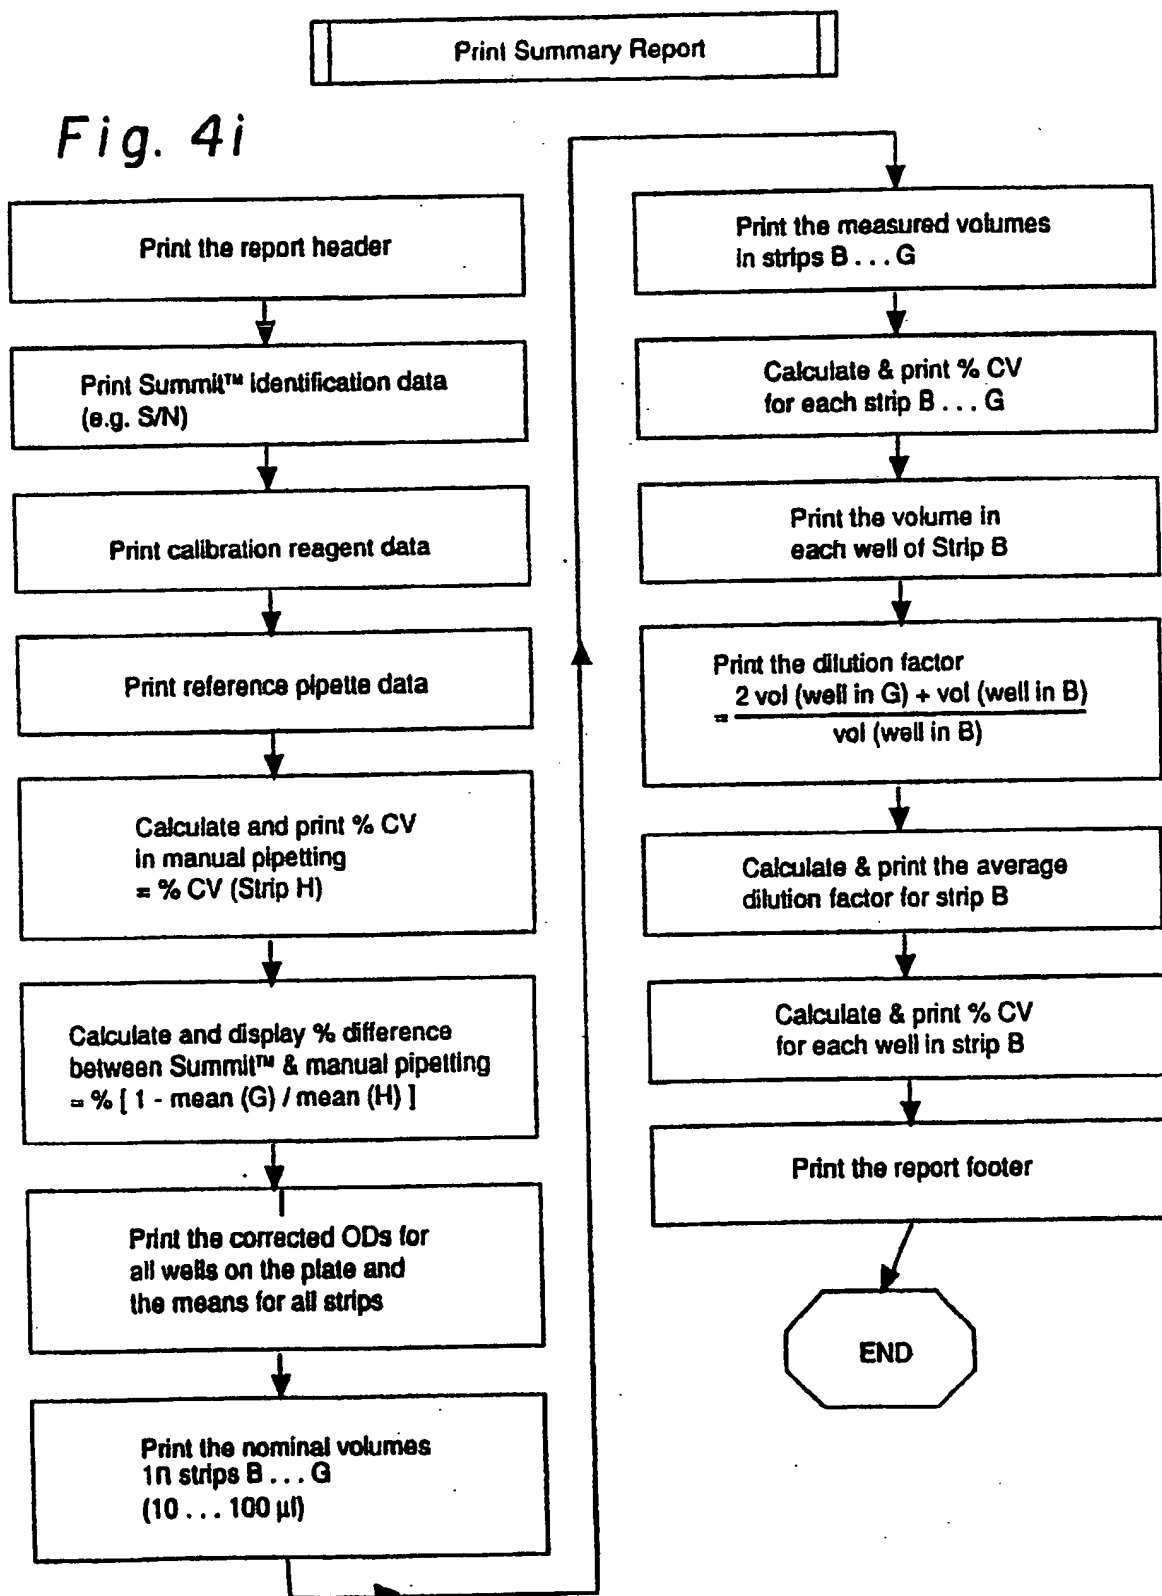 Print Summary Report
Fig. 4i
Print the report header
Print Summit™ identification data
(e.g. S/N)
Print calibration reagent data
Print reference pipette data
Calculate and print % CV
in manual pipetting
= % CV (Strip H)
Calculate and display % difference
between Summit™ & manual pipetting
= % [ 1 - mean (G) / mean (H) ]
Print the corrected ODs for
all wells on the plate and
the means for all strips
Print the nominal volumes
in strips B . . . G
(10 . . . 100 µl)
Print the measured volumes
in strips B . . . G
Calculate & print % CV
for each strip B . . . G
Print the volume in
each well of Strip B
Print the dilution factor
= 2 vol (well in G) + vol (well in B)
vol (well in B)
Calculate & print the average
dilution factor for strip B
Calculate & print % CV
for each well in strip B
Print the report footer
END